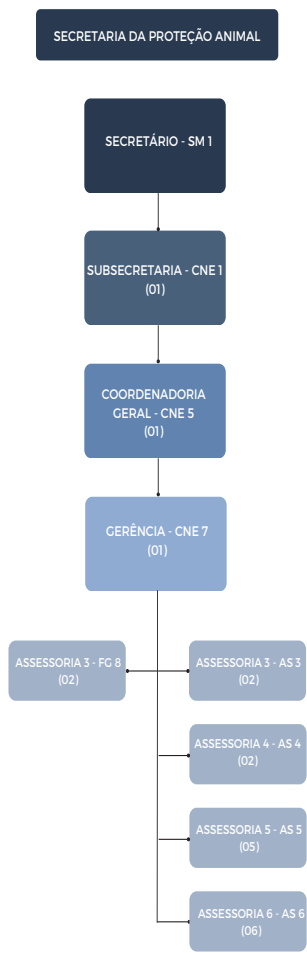 SECRETARIA DA PROTEÇÃO ANIMAL
SECRETÁRIO - SM 1
SUBSECRETARIA - CNE 1
(01)
COORDENADORIA
GERAL - CNE 5
(01)
GERÊNCIA - CNE 7
(01)
ASSESSORIA 3 - FG 8
(02)
ASSESSORIA 3 - AS 3
(02)
ASSESSORIA 4 - AS 4
(02)
ASSESSORIA 5 - AS 5
(05)
ASSESSORIA 6 - AS 6
(06)